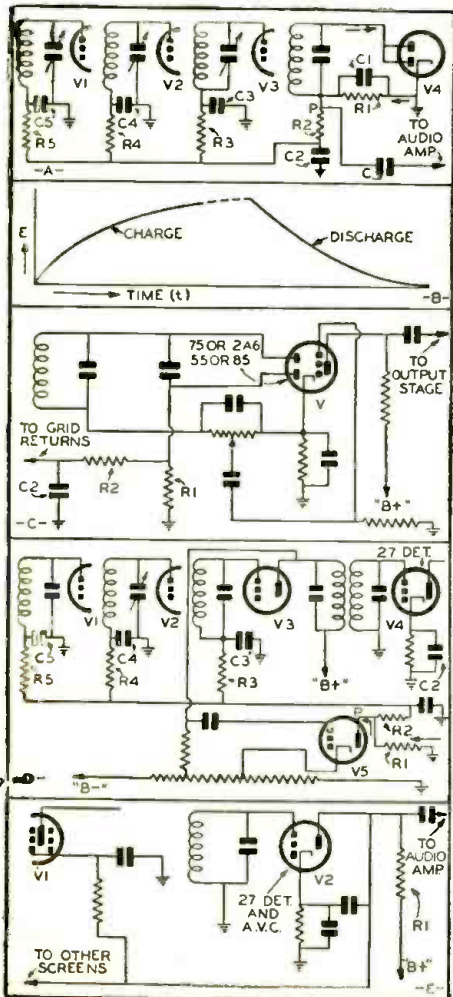 V1
V2
V3
V4
C1
R1
P
C5
R5
C4
R4
C3
R3
R2
C2
C
TO
AUDIO
AMP.
-A-
E
CHARGE
DISCHARGE
TIME (t)
-B-
75 OR 2A6
55 OR 85
V
TO
OUTPUT
STAGE
TO GRID
RETURNS
R2
C2
R1
"B+"
-C-
27 DET.
V1
V2
V3
V4
C5
R5
C4
R4
C3
R3
"B+"
C2
P
R2
R1
V5
"B-"
V1
V2
27 DET.
AND
A.V.C.
TO
AUDIO
AMP
R1
TO OTHER
SCREENS
"B+"
-E-